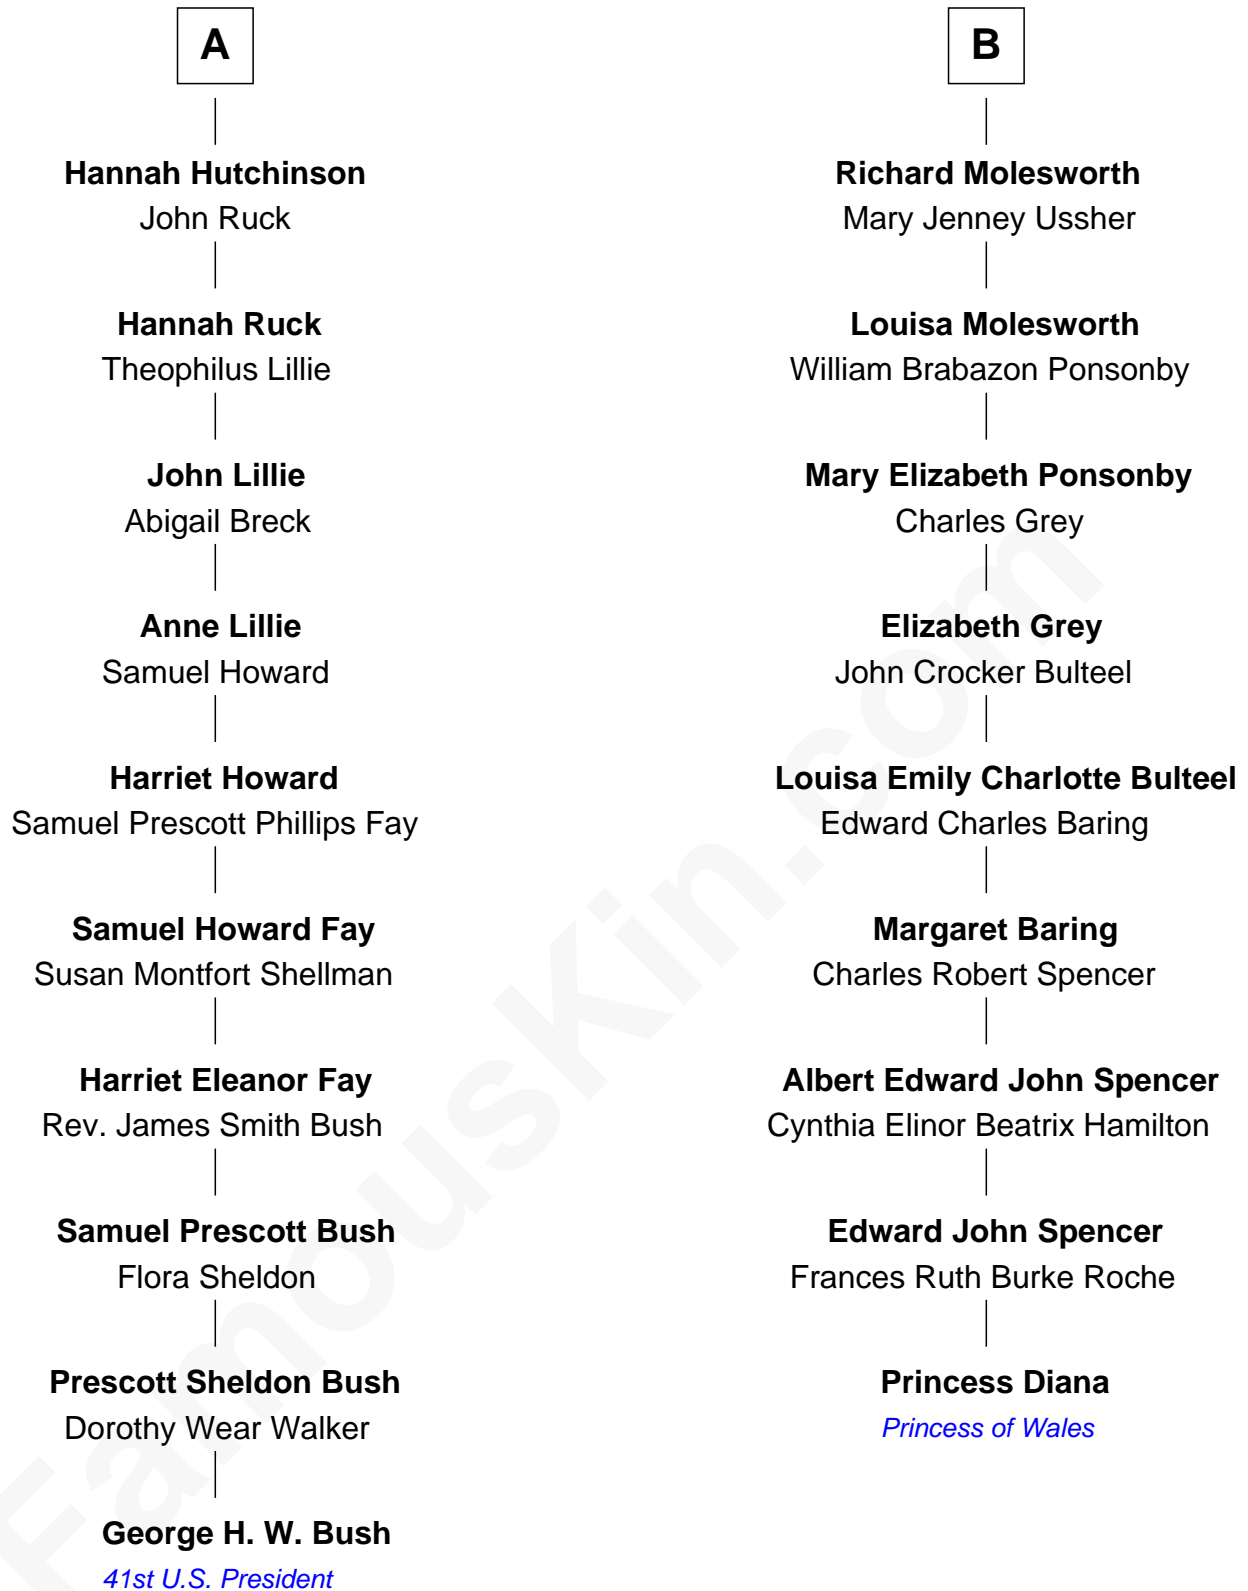 A
Hannah Hutchinson
John Ruck
Hannah Ruck
Theophilus Lillie
John Lillie
Abigail Breck
Anne Lillie
Samuel Howard
Harriet Howard
Samuel Prescott Phillips Fay
Samuel Howard Fay
Susan Montfort Shellman
Harriet Eleanor Fay
Rev. James Smith Bush
Samuel Prescott Bush
Flora Sheldon
Prescott Sheldon Bush
Dorothy Wear Walker
George H. W. Bush
41st U.S. President
B
Richard Molesworth
Mary Jenney Ussher
Louisa Molesworth
William Brabazon Ponsonby
Mary Elizabeth Ponsonby
Charles Grey
Elizabeth Grey
John Crocker Bulteel
Louisa Emily Charlotte Bulteel
Edward Charles Baring
Margaret Baring
Charles Robert Spencer
Albert Edward John Spencer
Cynthia Elinor Beatrix Hamilton
Edward John Spencer
Frances Ruth Burke Roche
Princess Diana
Princess of Wales
FamousKin.com